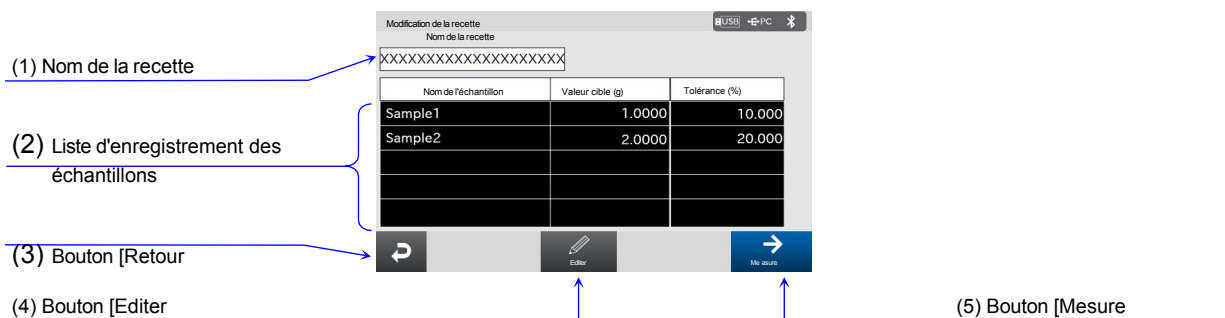 Modification de la recette
USB PC
Nom de la recette
(1) Nom de la recette
XXXXXXXXXXXXXXXXXXXX
Nom de l'échantillon Valeur cible (g) Tolérance (%)
Sample1 1.0000 10.000
Sample2 2.0000 20.000
(2) Liste d'enregistrement des
échantillons
(3) Bouton [Retour
Editer
Me asure
(4) Bouton [Editer
(5) Bouton [Mesure